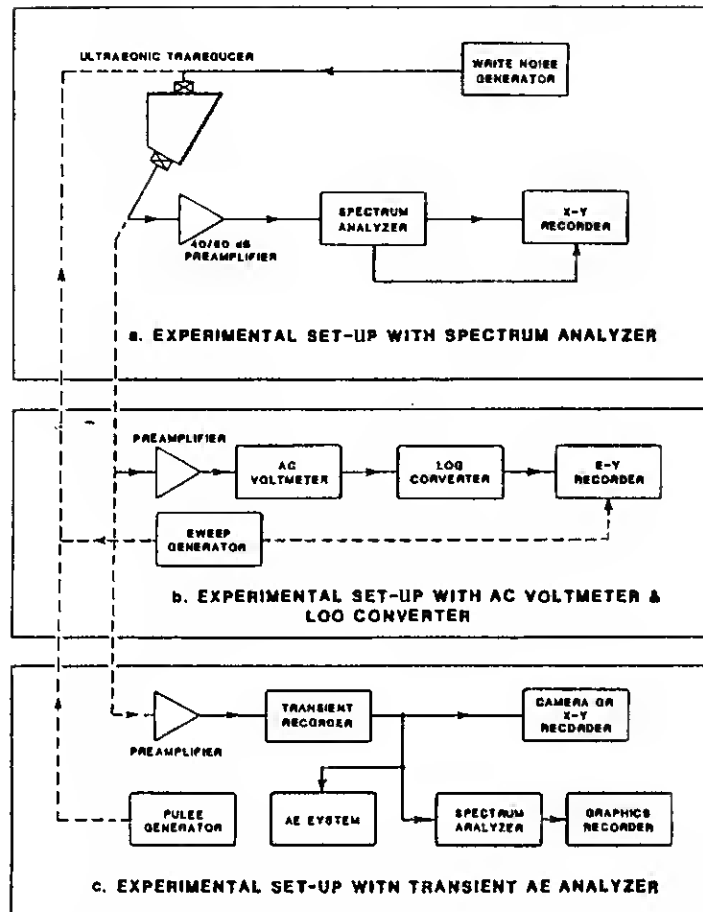 ULTRAEONIC TRAREDUCER
WRITE NOIEE
GENERATOR
40/60 dB
PREAMPLIFIER
SPECTRUM
ANALYZER
X-Y
RECORDER
a. EXPERIMENTAL SET-UP WITH SPECTRUM ANALYZER
PREAMPLIFIER
AC
VOLTMETER
LOG
CONVERTER
E-Y
RECORDER
EWEEP
GENERATOR
b. EXPERIMENTAL SET-UP WITH AC VOLTMETER &
LOO CONVERTER
PREAMPLIFIER
TRANSIENT
RECORDER
CAMERA OR
X-Y
RECORDER
PULEE
GENERATOR
AE EYSTEM
SPECTRUM
ANALYZER
GRAPHICS
RECORDER
c. EXPERIMENTAL SET-UP WITN TRANSIENT AE ANALYZER